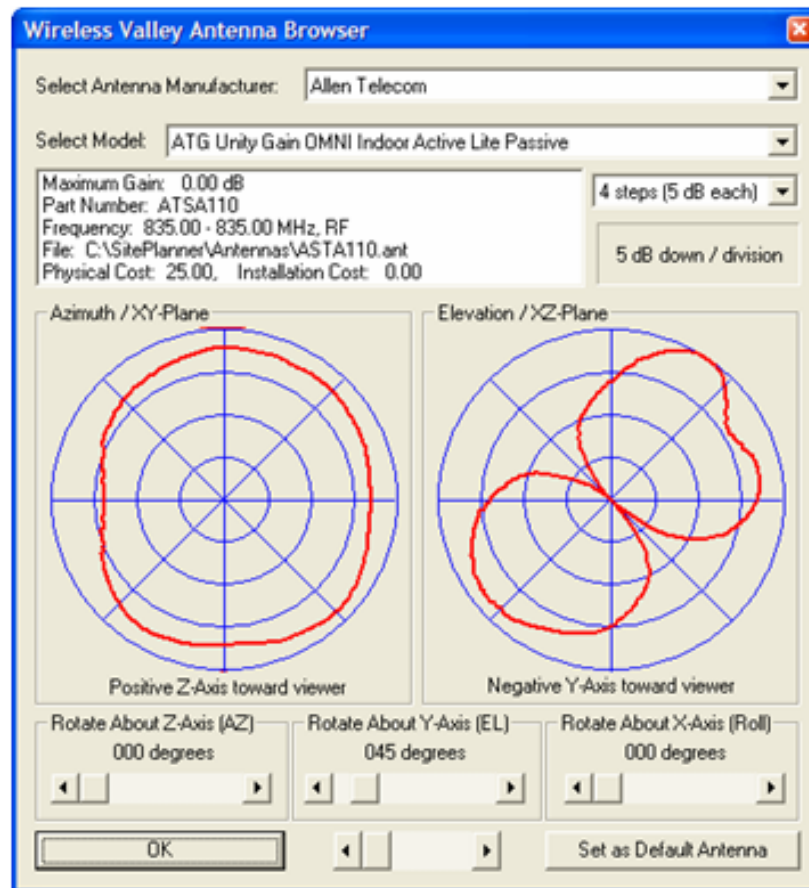 Wireless Valley Antenna Browser
Select Antenna Manufacturer: Allen Telecom
Select Model: ATG Unity Gain OMNI Indoor Active Lite Passive
Maximum Gain: 0.00 dB
Part Number: ATSA110
Frequency: 835.00 - 835.00 MHz, RF
File: C:\SitePlanner\Antennas\ASTA110.ant
Physical Cost: 25.00, Installation Cost: 0.00
4 steps (5 dB each)
5 dB down / division
Azimuth / XY-Plane
Positive Z-Axis toward viewer
Elevation / XZ-Plane
Negative Y-Axis toward viewer
Rotate About Z-Axis (AZ)
000 degrees
Rotate About Y-Axis (EL)
045 degrees
Rotate About X-Axis (Roll)
000 degrees
OK
Set as Default Antenna